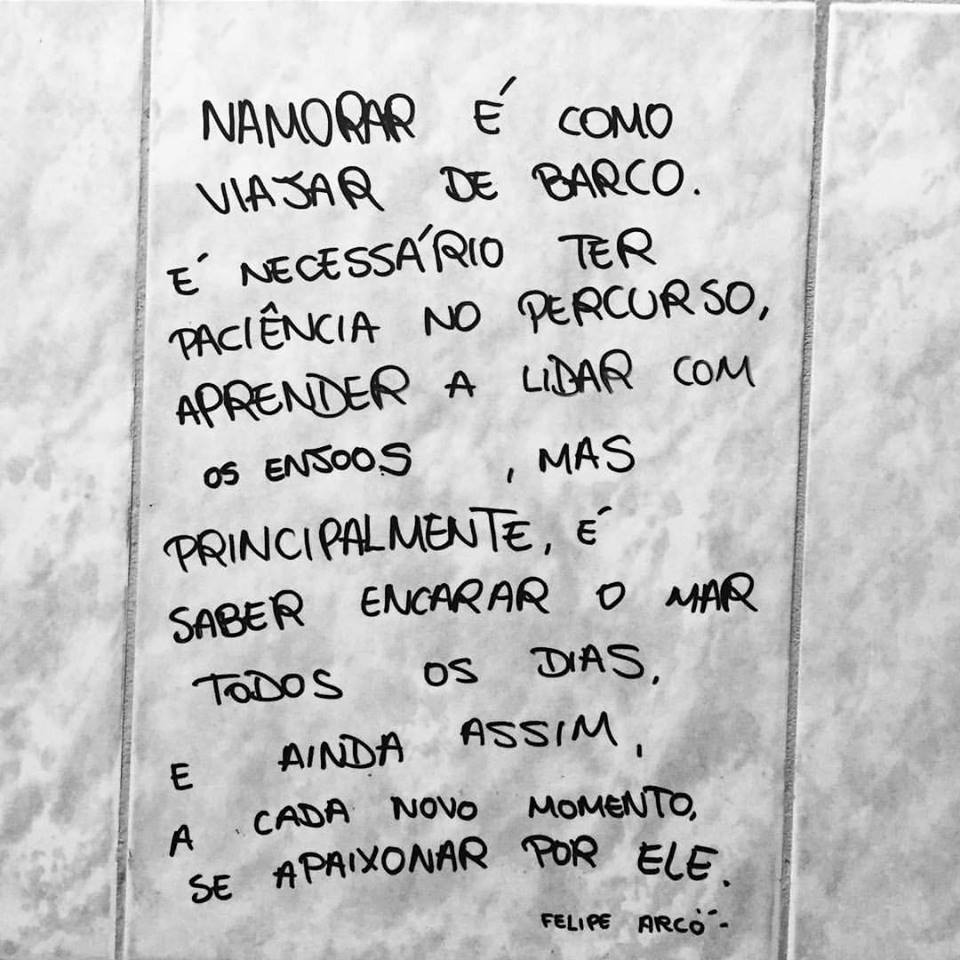 NAMORAR É COMO
VIAJAR DE BARCO.
É NECESSÁRIO TER
PACIÊNCIA NO PERCURSO,
APRENDER A LIDAR COM
OS ENJOOS , MAS
PRINCIPALMENTE, É
SABER ENCARAR O MAR
TODOS OS DIAS,
E AINDA ASSIM,
A CADA NOVO MOMENTO,
SE APAIXONAR POR ELE.
FELIPE ARCO